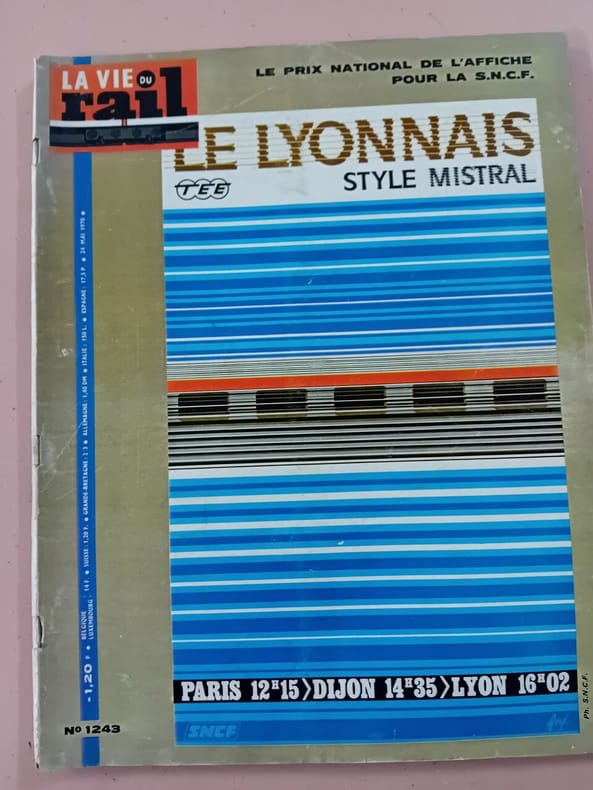 LA VIE DU
rail
LE PRIX NATIONAL DE L'AFFICHE
POUR LA S.N.C.F.
LE LYONNAIS
TEE
STYLE MISTRAL
PARIS 12H15 > DIJON 14H35 > LYON 16H02
SNCF
Ph. S.N.C.F.
-1,20 F ● BELGIQUE : 14 F. ● SUISSE : 1,20 F. ● GRANDE-BRETAGNE : 2/3 ● ALLEMAGNE : 1,40 DM ● ITALIE : 150 L. ● ESPAGNE : 17,5 P. ● 24 MAI 1970 ●
LUXEMBOURG
N° 1243